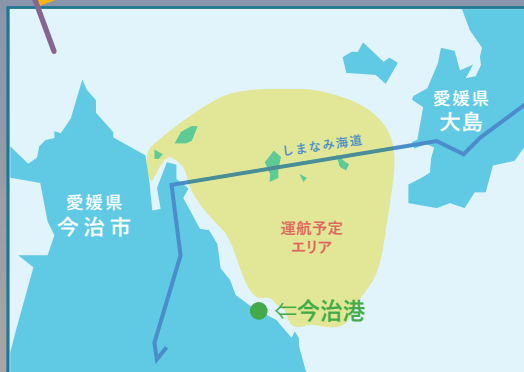 愛媛県
大島
しまなみ海道
愛媛県
今治市
運航予定
エリア
⇐今治港